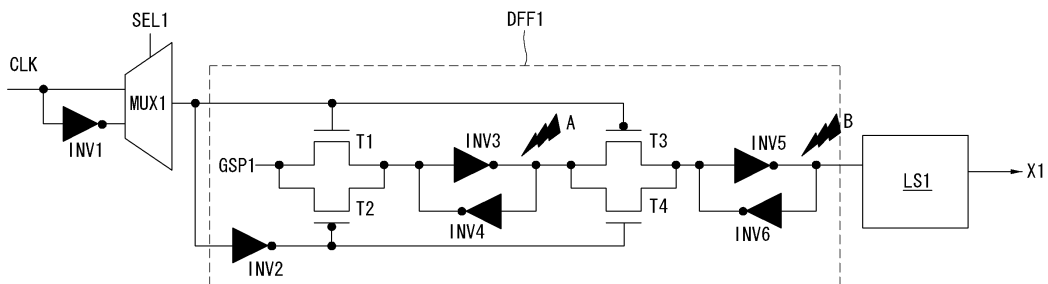 SEL1
DFF1
CLK
MUX1
INV1
GSP1
T1
INV3
A
T3
INV5
B
T2
INV4
T4
INV6
INV2
LS1
X1